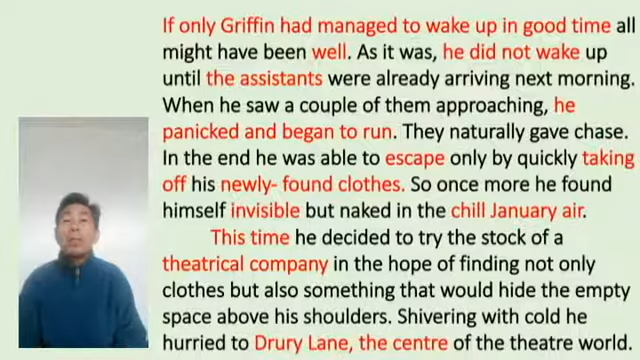 If only Griffin had managed to wake up in good time all
might have been well. As it was, he did not wake up
until the assistants were already arriving next morning.
When he saw a couple of them approaching, he
panicked and began to run. They naturally gave chase.
In the end he was able to escape only by quickly taking
off his newly- found clothes. So once more he found
himself invisible but naked in the chill January air.
This time he decided to try the stock of a
theatrical company in the hope of finding not only
clothes but also something that would hide the empty
space above his shoulders. Shivering with cold he
hurried to Drury Lane, the centre of the theatre world.